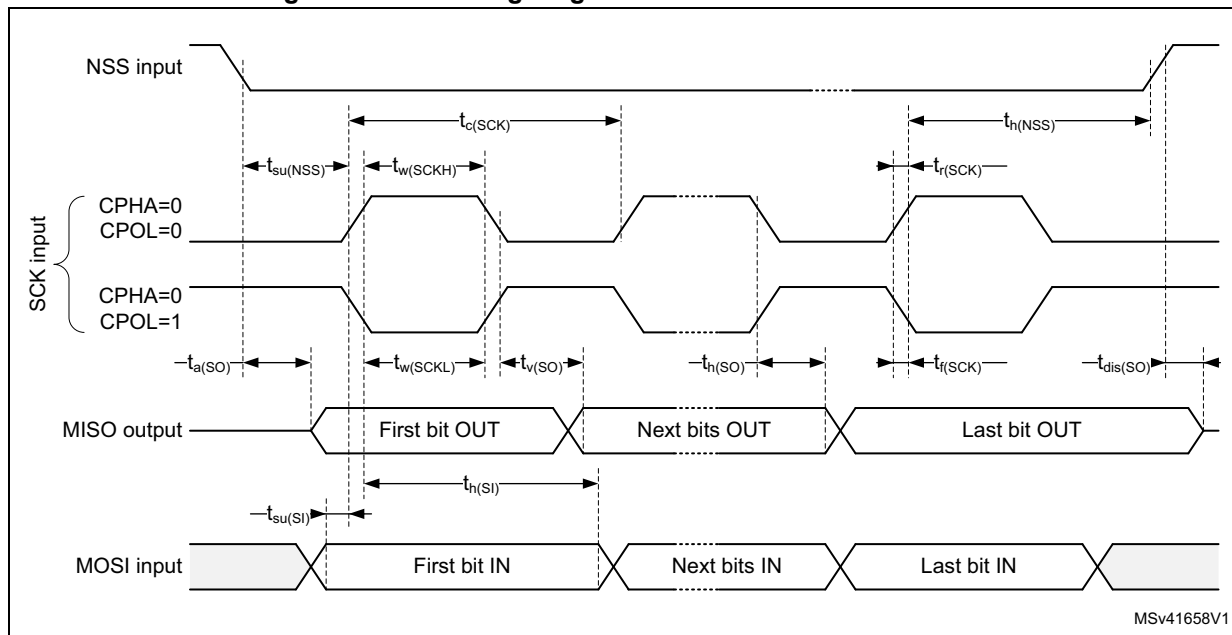 NSS input
tc(SCK)
th(NSS)
tsu(NSS)
tw(SCKH)
tr(SCK)
SCK input
CPHA=0
CPOL=0
CPHA=0
CPOL=1
ta(SO)
tw(SCKL)
tv(SO)
th(SO)
tf(SCK)
tdis(SO)
MISO output
First bit OUT
Next bits OUT
Last bit OUT
th(SI)
tsu(SI)
MOSI input
First bit IN
Next bits IN
Last bit IN
MSv41658V1